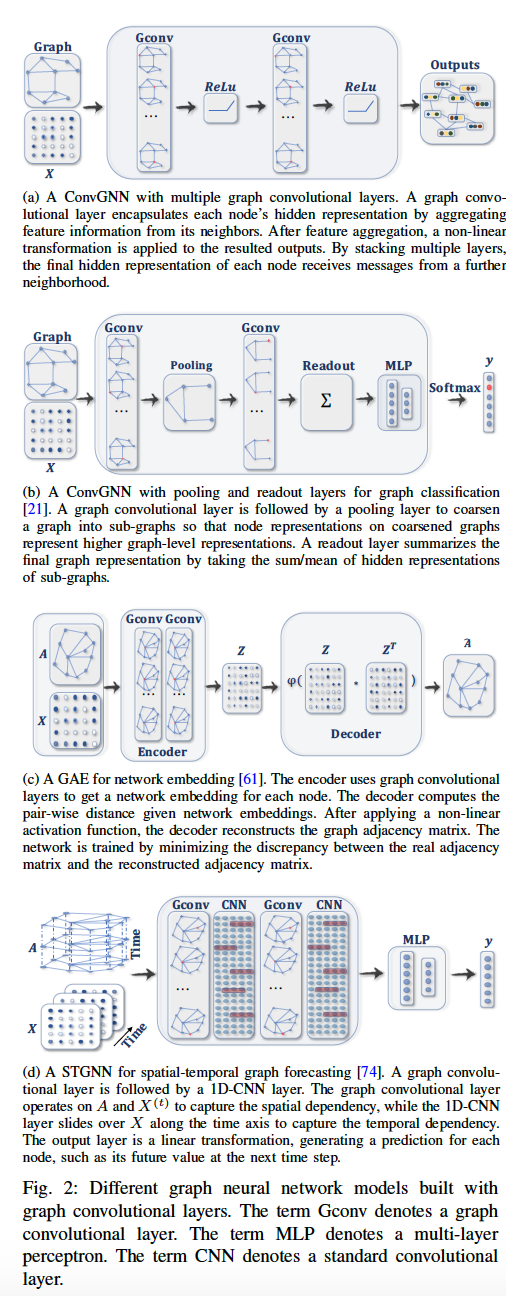 Graph
Gconv
Gconv
ReLu
ReLu
Outputs
...
...
X
(a) A ConvGNN with multiple graph convolutional layers. A graph convo-
lutional layer encapsulates each node's hidden representation by aggregating
feature information from its neighbors. After feature aggregation, a non-linear
transformation is applied to the resulted outputs. By stacking multiple layers,
the final hidden representation of each node receives messages from a further
neighborhood.
Gconv
Gconv
Graph
Pooling
Readout
MLP
y
Softmax
Σ
...
...
X
(b) A ConvGNN with pooling and readout layers for graph classification
[21]. A graph convolutional layer is followed by a pooling layer to coarsen
a graph into sub-graphs so that node representations on coarsened graphs
represent higher graph-level representations. A readout layer summarizes the
final graph representation by taking the sum/mean of hidden representations
of sub-graphs.
Gconv Gconv
A
Z
Z
Z^T
Â
X
φ(
*
)
...
...
Encoder
Decoder
(c) A GAE for network embedding [61]. The encoder uses graph convolutional
layers to get a network embedding for each node. The decoder computes the
pair-wise distance given network embeddings. After applying a non-linear
activation function, the decoder reconstructs the graph adjacency matrix. The
network is trained by minimizing the discrepancy between the real adjacency
matrix and the reconstructed adjacency matrix.
Gconv CNN Gconv CNN
A
Time
MLP
y
...
...
X
Time
(d) A STGNN for spatial-temporal graph forecasting [74]. A graph convolu-
tional layer is followed by a 1D-CNN layer. The graph convolutional layer
operates on A and X^(t) to capture the spatial dependency, while the 1D-CNN
layer slides over X along the time axis to capture the temporal dependency.
The output layer is a linear transformation, generating a prediction for each
node, such as its future value at the next time step.
Fig. 2: Different graph neural network models built with
graph convolutional layers. The term Gconv denotes a graph
convolutional layer. The term MLP denotes a multi-layer
perceptron. The term CNN denotes a standard convolutional
layer.